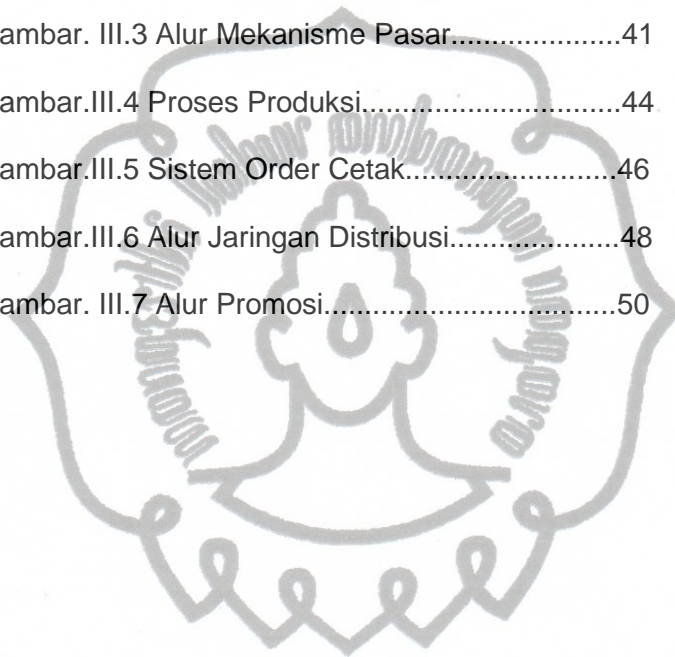 ambar. III.3 Alur Mekanisme Pasar....................41
ambar.III.4 Proses Produksi...............................44
ambar.III.5 Sistem Order Cetak.........................46
ambar.III.6 Alur Jaringan Distribusi....................48
ambar. III.7 Alur Promosi..................................50